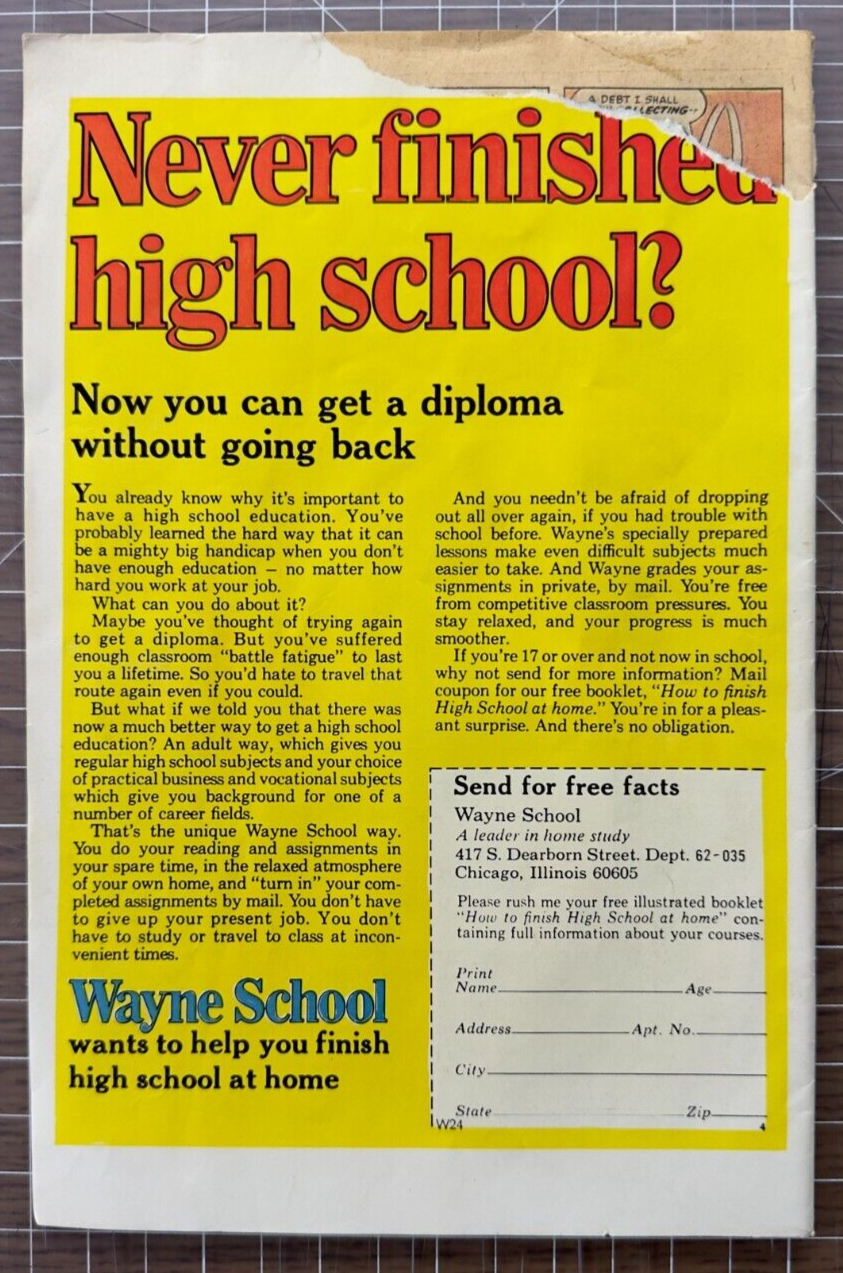 A DEBT I SHALL
LECTING--
Never finished
high school?
Now you can get a diploma
without going back
You already know why it's important to
have a high school education. You've
probably learned the hard way that it can
be a mighty big handicap when you don't
have enough education – no matter how
hard you work at your job.
What can you do about it?
Maybe you've thought of trying again
to get a diploma. But you've suffered
enough classroom "battle fatigue" to last
you a lifetime. So you'd hate to travel that
route again even if you could.
But what if we told you that there was
now a much better way to get a high school
education? An adult way, which gives you
regular high school subjects and your choice
of practical business and vocational subjects
which give you background for one of a
number of career fields.
That's the unique Wayne School way.
You do your reading and assignments in
your spare time, in the relaxed atmosphere
of your own home, and "turn in" your com-
pleted assignments by mail. You don't have
to give up your present job. You don't
have to study or travel to class at incon-
venient times.
Wayne School
wants to help you finish
high school at home
And you needn't be afraid of dropping
out all over again, if you had trouble with
school before. Wayne's specially prepared
lessons make even difficult subjects much
easier to take. And Wayne grades your as-
signments in private, by mail. You're free
from competitive classroom pressures. You
stay relaxed, and your progress is much
smoother.
If you're 17 or over and not now in school,
why not send for more information? Mail
coupon for our free booklet, "How to finish
High School at home." You're in for a pleas-
ant surprise. And there's no obligation.
Send for free facts
Wayne School
A leader in home study
417 S. Dearborn Street. Dept. 62-035
Chicago, Illinois 60605
Please rush me your free illustrated booklet
"How to finish High School at home" con-
taining full information about your courses.
Print
Name Age
Address Apt. No.
City
State Zip
W24 4